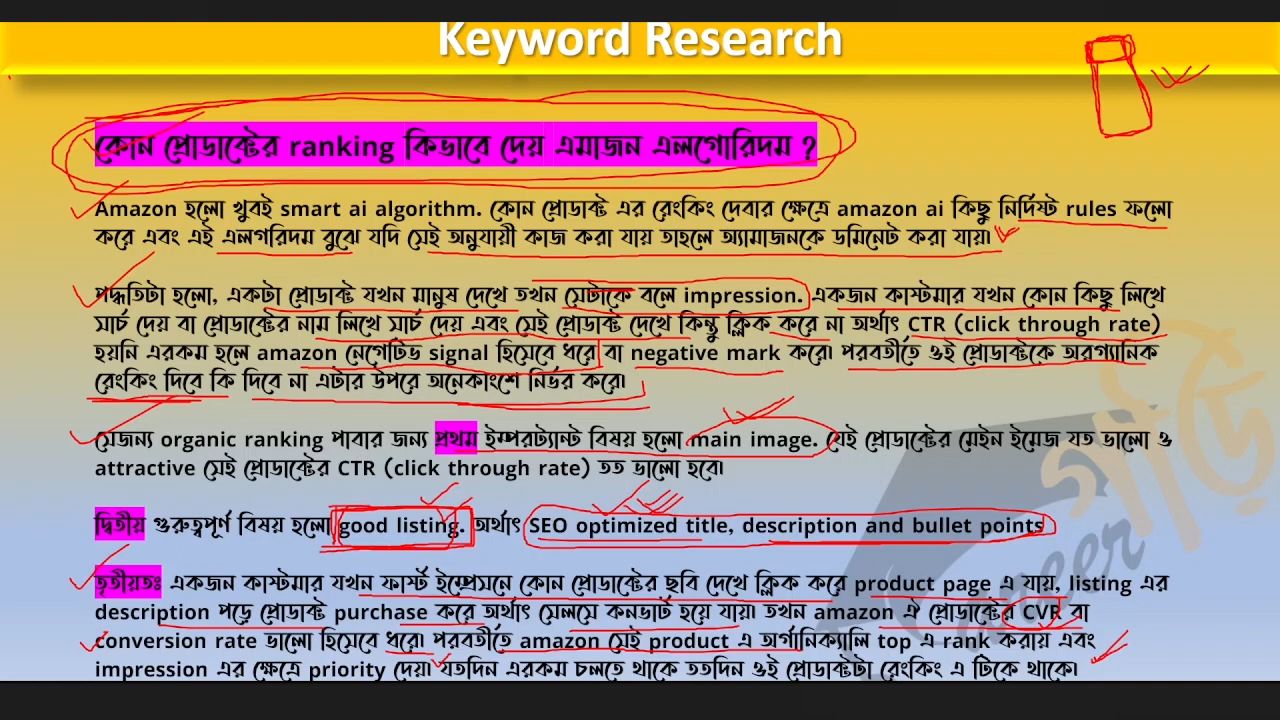 Keyword Research
কোন প্রোডাক্টের ranking কিভাবে দেয় এমাজন এলগোরিদম ?
Amazon হলো খুবই smart ai algorithm. কোন প্রোডাক্ট এর রেংকিং দেবার ক্ষেত্রে amazon ai কিছু নির্দিষ্ট rules ফলো
করে এবং এই এলগরিদম বুঝে যদি সেই অনুযায়ী কাজ করা যায় তাহলে অ্যামাজনকে ডমিনেট করা যায়।
পদ্ধতিটা হলো, একটা প্রোডাক্ট যখন মানুষ দেখে তখন সেটাকে বলে impression. একজন কাস্টমার যখন কোন কিছু লিখে
সার্চ দেয় বা প্রোডাক্টের নাম লিখে সার্চ দেয় এবং সেই প্রোডাক্ট দেখে কিন্তু ক্লিক করে না অর্থাৎ CTR (click through rate)
হয়নি এরকম হলে amazon নেগেটিভ signal হিসেবে ধরে বা negative mark করে। পরবর্তীতে ওই প্রোডাক্টকে অরগ্যানিক
রেংকিং দিবে কি দিবে না এটার উপরে অনেকাংশে নির্ভর করে।
সেজন্য organic ranking পাবার জন্য প্রথম ইম্পরট্যান্ট বিষয় হলো main image. যেই প্রোডাক্টের মেইন ইমেজ যত ভালো ও
attractive সেই প্রোডাক্টের CTR (click through rate) তত ভালো হবে।
দ্বিতীয় গুরুত্বপূর্ণ বিষয় হলো good listing. অর্থাৎ SEO optimized title, description and bullet points
তৃতীয়তঃ একজন কাস্টমার যখন ফার্স্ট ইম্প্রেসনে কোন প্রোডাক্টের ছবি দেখে ক্লিক করে product page এ যায়, listing এর
description পড়ে প্রোডাক্ট purchase করে অর্থাৎ সেলসে কনভার্ট হয়ে যায়। তখন amazon ঐ প্রোডাক্টের CVR বা
conversion rate ভালো হিসেবে ধরে। পরবর্তীতে amazon সেই product এ অর্গানিক্যালি top এ rank করায় এবং
impression এর ক্ষেত্রে priority দেয়। যতদিন এরকম চলতে থাকে ততদিন ওই প্রোডাক্টটা রেংকিং এ টিকে থাকে।
গড়ি
career